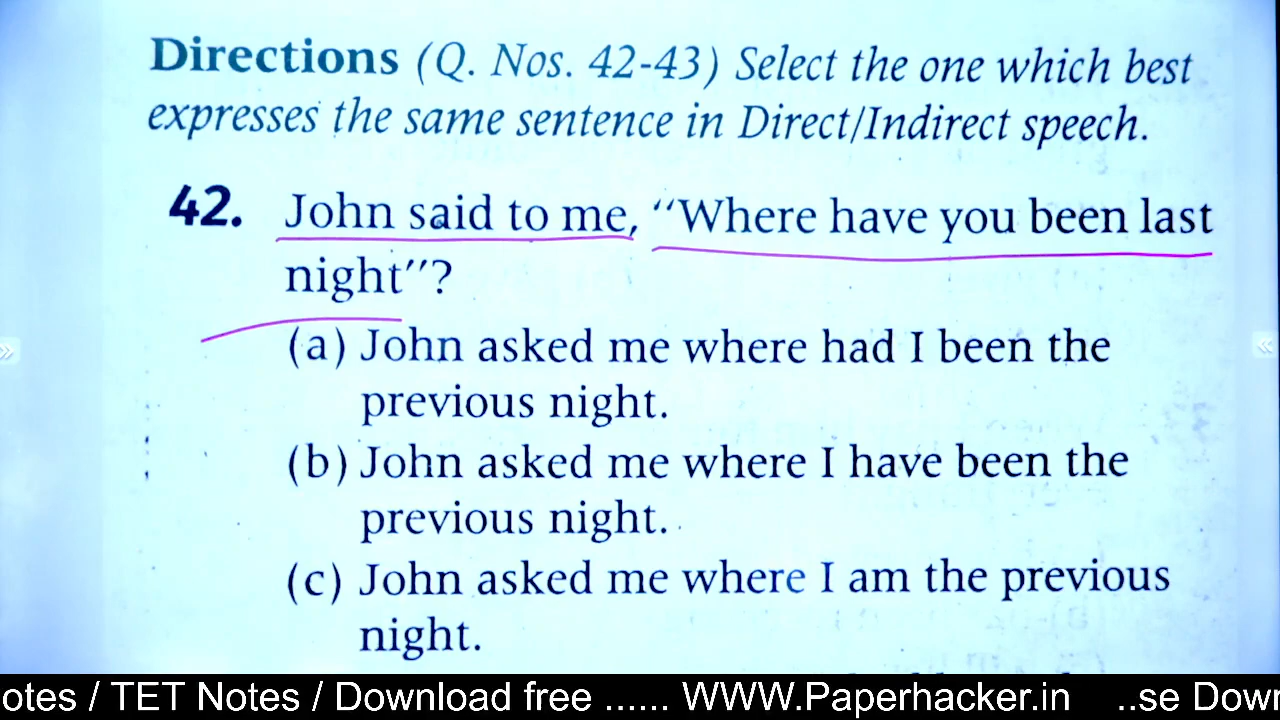 Directions (Q. Nos. 42-43) Select the one which best
expresses the same sentence in Direct/Indirect speech.
42. John said to me, “Where have you been last
night”?
(a) John asked me where had I been the
previous night.
(b) John asked me where I have been the
previous night.
(c) John asked me where I am the previous
night.
otes / TET Notes / Download free ...... WWW.Paperhacker.in ..se Down